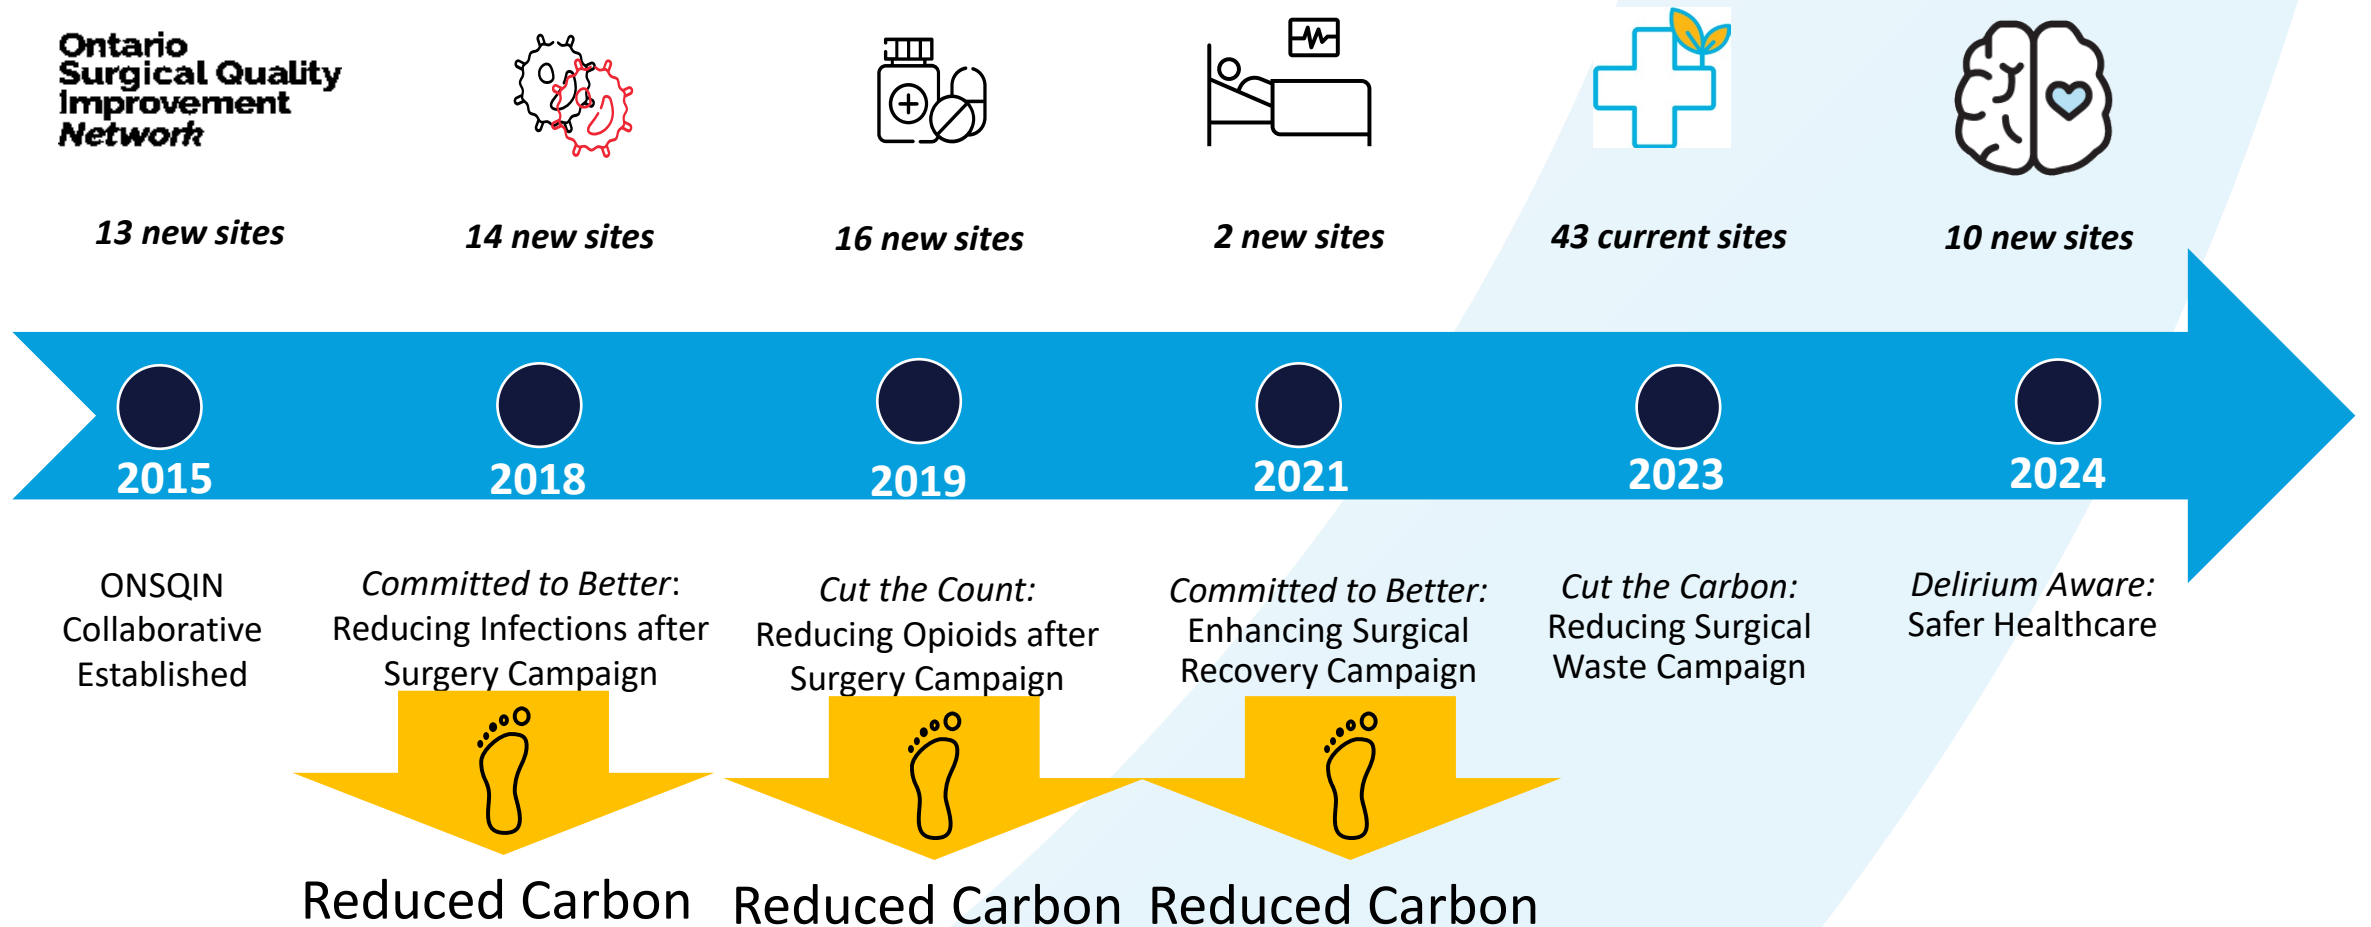 Ontario
Surgical Quality
Improvement
Network
13 new sites
14 new sites
16 new sites
2 new sites
43 current sites
10 new sites
2015
2018
2019
2021
2023
2024
ONSQIN
Collaborative
Established
Committed to Better:
Reducing Infections after
Surgery Campaign
Cut the Count:
Reducing Opioids after
Surgery Campaign
Committed to Better:
Enhancing Surgical
Recovery Campaign
Cut the Carbon:
Reducing Surgical
Waste Campaign
Delirium Aware:
Safer Healthcare
Reduced Carbon
Reduced Carbon
Reduced Carbon